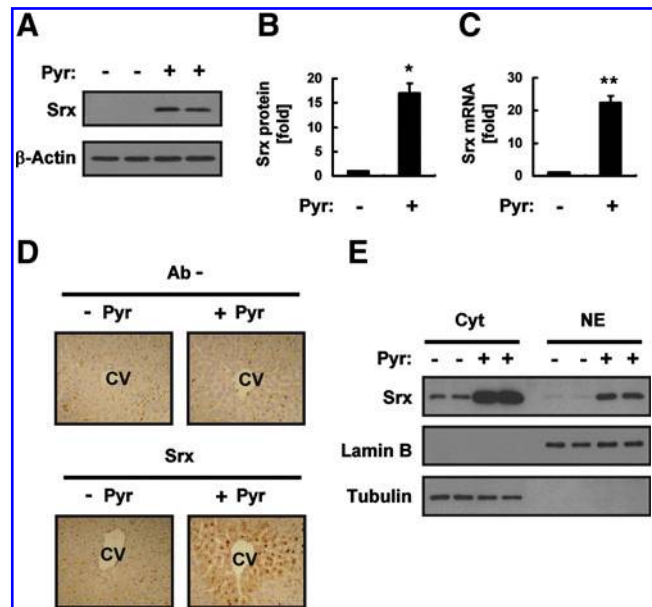 A
Pyr: - - + +
Srx
β-Actin
B
Srx protein
[fold]
20
15
10
5
0
*
Pyr: - +
C
Srx mRNA
[fold]
30
20
10
0
**
Pyr: - +
D
Ab -
- Pyr + Pyr
CV CV
Srx
- Pyr + Pyr
CV CV
E
Cyt NE
Pyr: - - + + - - + +
Srx
Lamin B
Tubulin